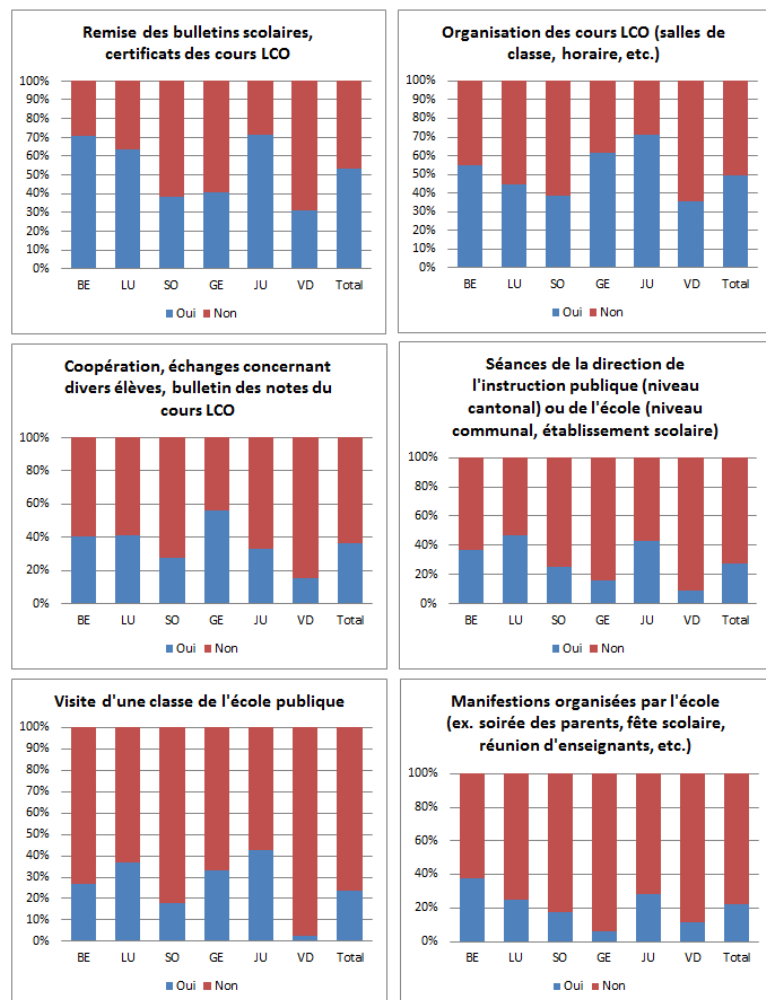 Remise des bulletins scolaires,
certificats des cours LCO
100%
90%
80%
70%
60%
50%
40%
30%
20%
10%
0%
BE LU SO GE JU VD Total
Oui Non
Organisation des cours LCO (salles de
classe, horaire, etc.)
100%
90%
80%
70%
60%
50%
40%
30%
20%
10%
0%
BE LU SO GE JU VD Total
Oui Non
Coopération, échanges concernant
divers élèves, bulletin des notes du
cours LCO
100%
80%
60%
40%
20%
0%
BE LU SO GE JU VD Total
Oui Non
Séances de la direction de
l'instruction publique (niveau
cantonal) ou de l'école (niveau
communal, établissement scolaire)
100%
80%
60%
40%
20%
0%
BE LU SO GE JU VD Total
Oui Non
Visite d'une classe de l'école publique
100%
90%
80%
70%
60%
50%
40%
30%
20%
10%
0%
BE LU SO GE JU VD Total
Oui Non
Manifestions organisées par l'école
(ex. soirée des parents, fête scolaire,
réunion d'enseignants, etc.)
100%
80%
60%
40%
20%
0%
BE LU SO GE JU VD Total
Oui Non